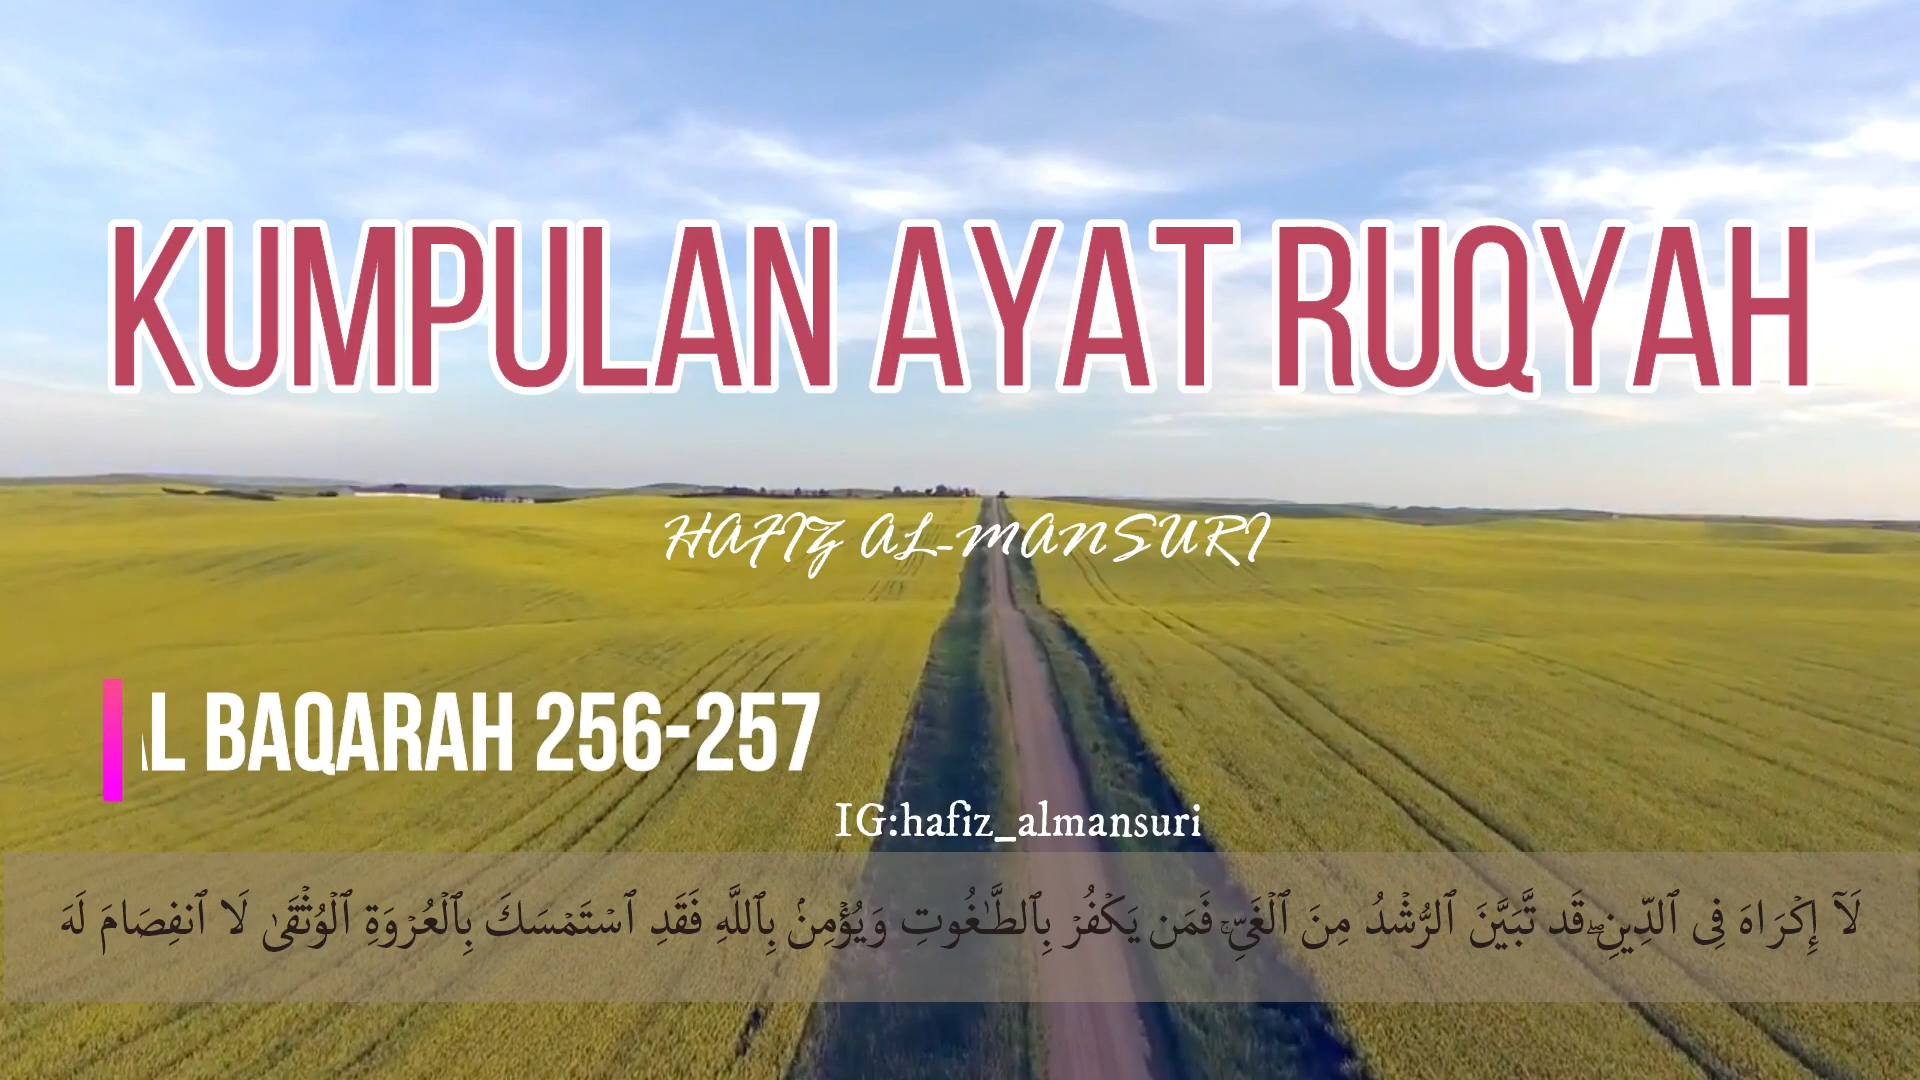 KUMPULAN AYAT RUQYAH
HAFIZ AL-MANSURI
AL BAQARAH 256-257
IG:hafiz_almansuri
لَآ إِكْرَاهَ فِى ٱلدِّينِ ۖ قَد تَّبَيَّنَ ٱلرُّشْدُ مِنَ ٱلْغَىِّ ۚ فَمَن يَكْفُرْ بِٱلطَّـٰغُوتِ وَيُؤْمِنۢ بِٱللَّهِ فَقَدِ ٱسْتَمْسَكَ بِٱلْعُرْوَةِ ٱلْوُثْقَىٰ لَا ٱنفِصَامَ لَهَ